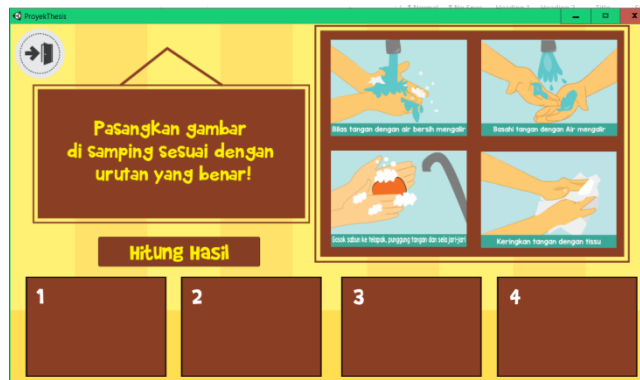 ProyekThesis
Pasangkan gambar
di samping sesuai dengan
urutan yang benar!
Bilas tangan dengan air bersih mengalir
Basahi tangan dengan Air mengalir
Gosok sabun ke telapak, punggung tangan dan sela jari-jari
Keringkan tangan dengan tissu
Hitung Hasil
1
2
3
4